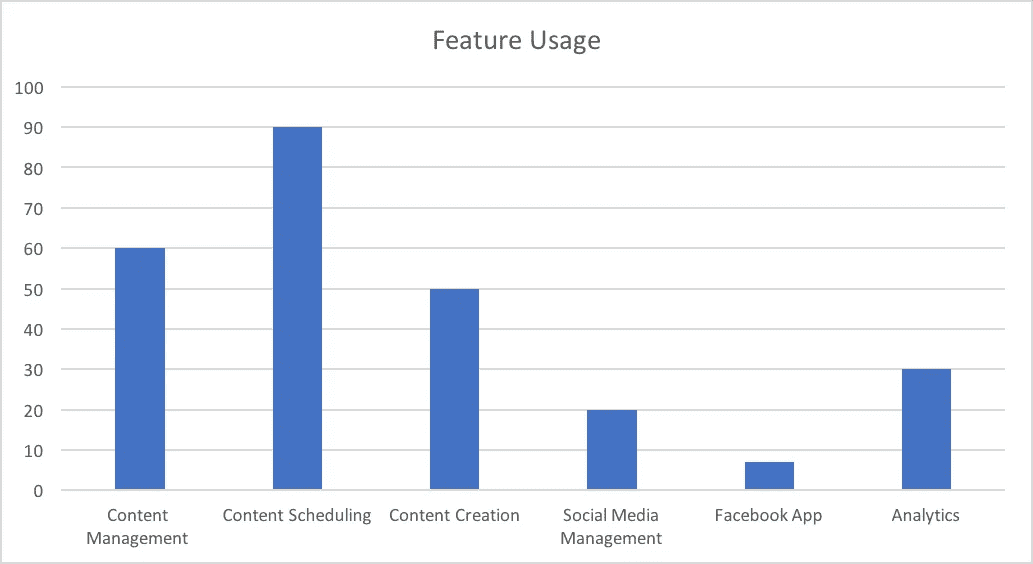 Feature Usage
100
90
80
70
60
50
40
30
20
10
0
Content
Management
Content Scheduling
Content Creation
Social Media
Management
Facebook App
Analytics